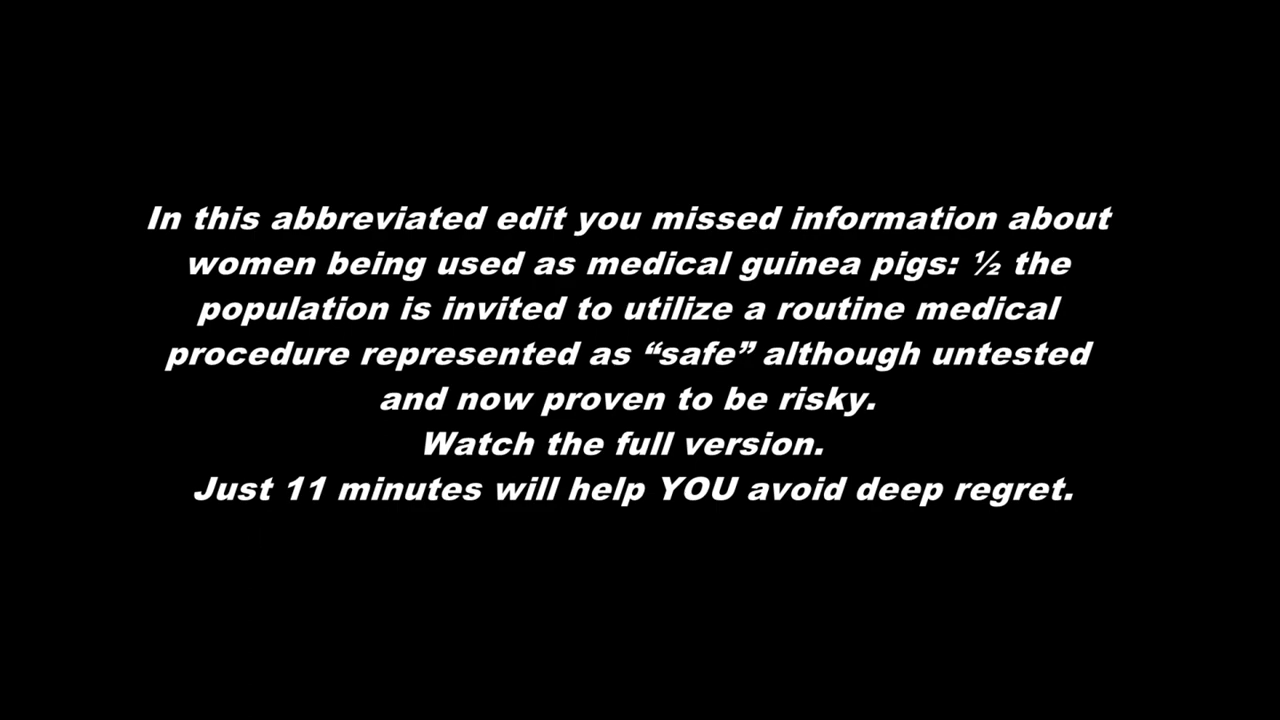 In this abbreviated edit you missed information about
women being used as medical guinea pigs: ½ the
population is invited to utilize a routine medical
procedure represented as “safe” although untested
and now proven to be risky.
Watch the full version.
Just 11 minutes will help YOU avoid deep regret.